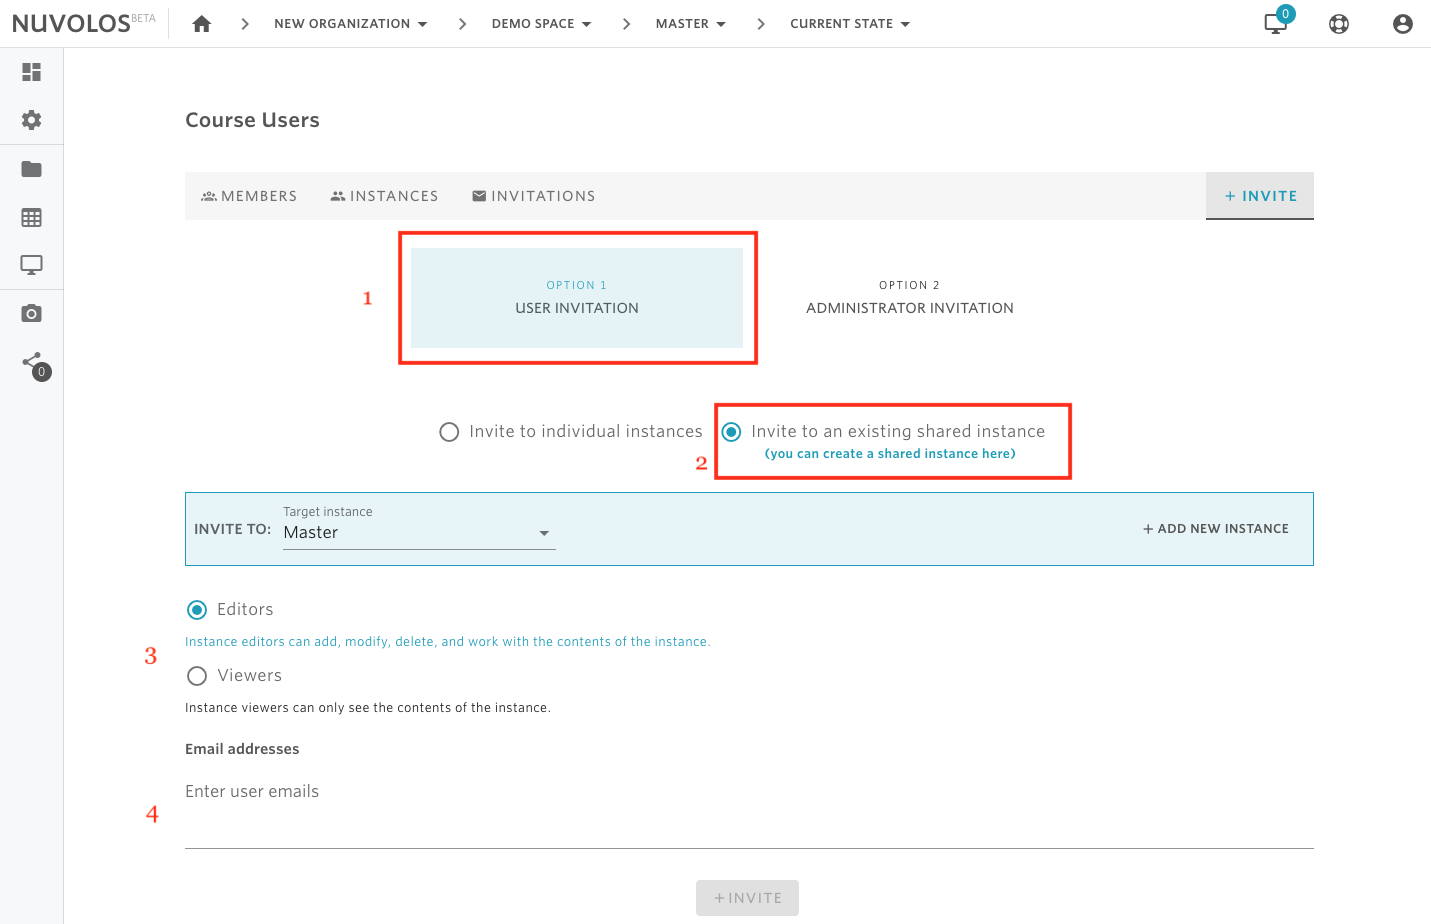 NUVOLOS BETA
NEW ORGANIZATION
DEMO SPACE
MASTER
CURRENT STATE
0
0
Course Users
MEMBERS
INSTANCES
INVITATIONS
+ INVITE
1
OPTION 1
USER INVITATION
OPTION 2
ADMINISTRATOR INVITATION
Invite to individual instances
Invite to an existing shared instance
2
(you can create a shared instance here)
INVITE TO:
Target instance
Master
+ ADD NEW INSTANCE
Editors
Instance editors can add, modify, delete, and work with the contents of the instance.
3
Viewers
Instance viewers can only see the contents of the instance.
Email addresses
Enter user emails
4
+ INVITE